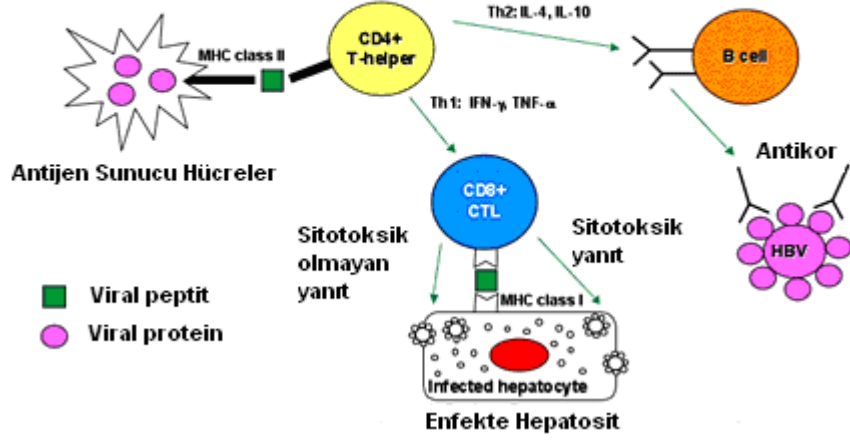 Th2: IL-4, IL-10
MHC class II
CD4+
T-helper
B cell
Th1: IFN-γ, TNF-α
Antijen Sunucu Hücreler
Antikor
CD8+
CTL
Sitotoksik
olmayan
yanıt
Sitotoksik
yanıt
HBV
Viral peptit
MHC class I
Viral protein
Infected hepatocyte
Enfekte Hepatosit